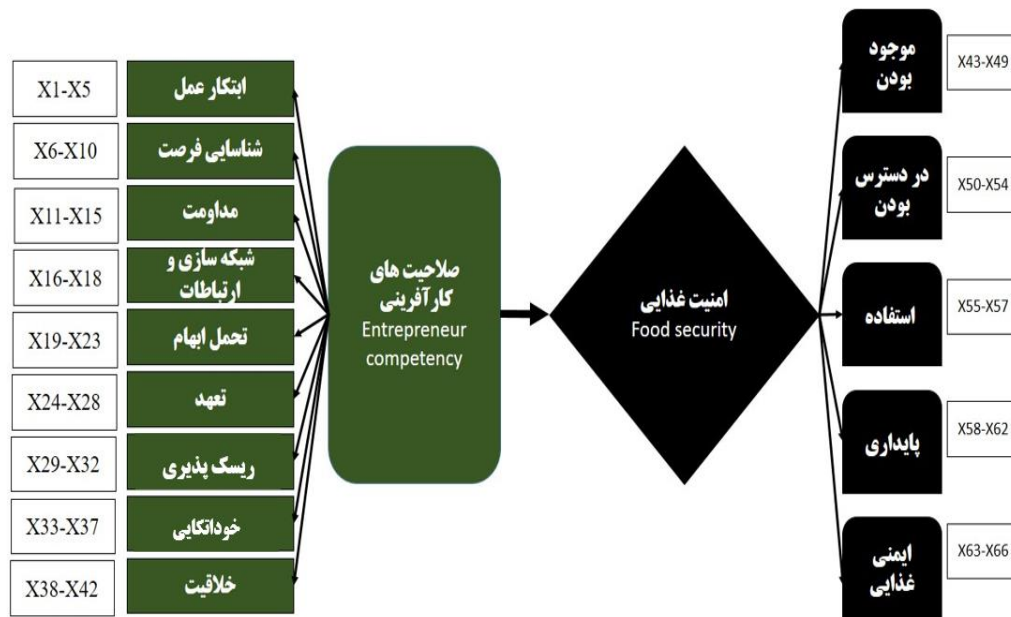 X1-X5
ابتکار عمل
X6-X10
شناسایی فرصت
X11-X15
مداومت
X16-X18
شبکه سازی و
ارتباطات
X19-X23
تحمل ابهام
X24-X28
تعهد
X29-X32
ریسک پذیری
X33-X37
خوداتکایی
X38-X42
خلاقیت
صلاحیت های
کارآفرینی
Entrepreneur
competency
امنیت غذایی
Food security
موجود
بودن
X43-X49
در دسترس
بودن
X50-X54
استفاده
X55-X57
پایداری
X58-X62
ایمنی
غذایی
X63-X66